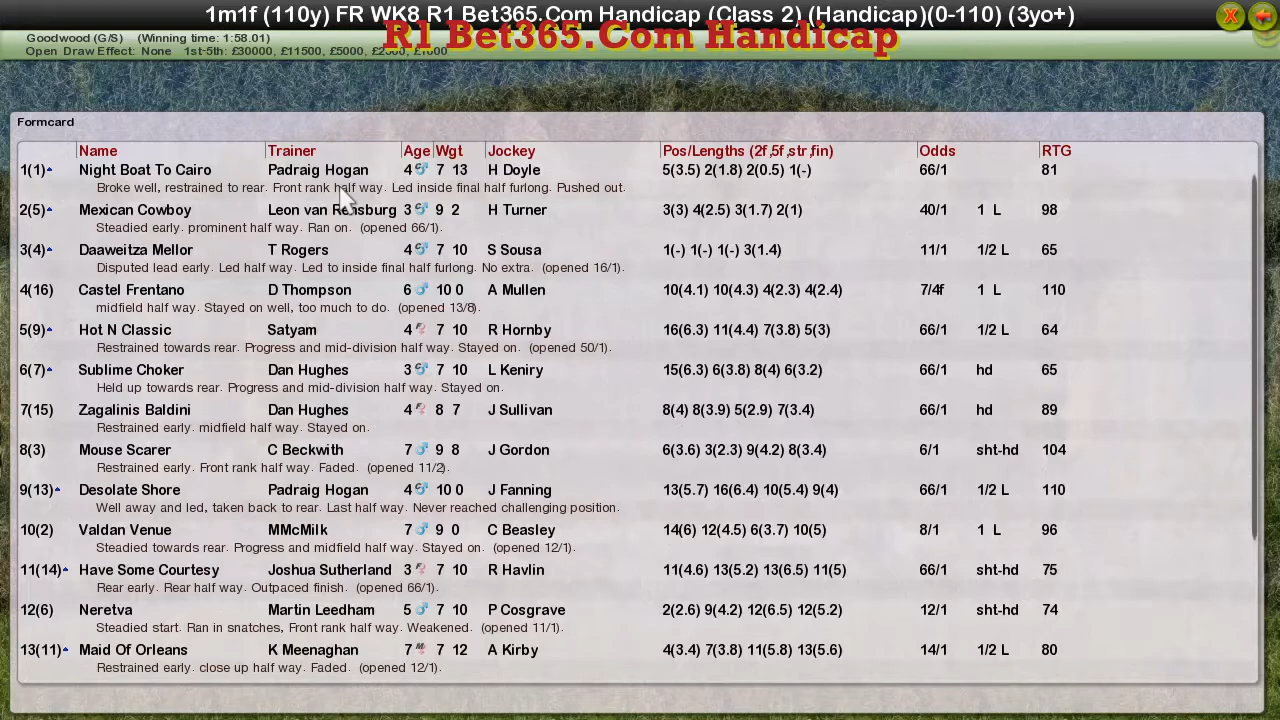 1m1f (110y) FR WK8 R1 Bet365.Com Handicap (Class 2) (Handicap)(0-110) (3yo+)
R1 Bet365.Com Handicap
Goodwood (G/S) (Winning time: 1:58.01)
Open Draw Effect: None 1st-5th: £30000, £11500, £5000, £2500, £1000
Formcard
Name Trainer Age Wgt Jockey Pos/Lengths (2f,5f,str,fin) Odds RTG
1(1) Night Boat To Cairo Padraig Hogan 4 7 13 H Doyle 5(3.5) 2(1.8) 2(0.5) 1(-) 66/1 81
Broke well, restrained to rear. Front rank half way. Led inside final half furlong. Pushed out.
2(5) Mexican Cowboy Leon van Rensburg 3 9 2 H Turner 3(3) 4(2.5) 3(1.7) 2(1) 40/1 1 L 98
Steadied early. prominent half way. Ran on. (opened 66/1).
3(4) Daaweitza Mellor T Rogers 4 7 10 S Sousa 1(-) 1(-) 1(-) 3(1.4) 11/1 1/2 L 65
Disputed lead early. Led half way. Led to inside final half furlong. No extra. (opened 16/1).
4(16) Castel Frentano D Thompson 6 10 0 A Mullen 10(4.1) 10(4.3) 4(2.3) 4(2.4) 7/4f 1 L 110
midfield half way. Stayed on well, too much to do. (opened 13/8).
5(9) Hot N Classic Satyam 4 7 10 R Hornby 16(6.3) 11(4.4) 7(3.8) 5(3) 66/1 1/2 L 64
Restrained towards rear. Progress and mid-division half way. Stayed on. (opened 50/1).
6(7) Sublime Choker Dan Hughes 3 7 10 L Keniry 15(6.3) 6(3.8) 8(4) 6(3.2) 66/1 hd 65
Held up towards rear. Progress and mid-division half way. Stayed on.
7(15) Zagalinis Baldini Dan Hughes 4 8 7 J Sullivan 8(4) 8(3.9) 5(2.9) 7(3.4) 66/1 hd 89
Restrained early. midfield half way. Stayed on.
8(3) Mouse Scarer C Beckwith 7 9 8 J Gordon 6(3.6) 3(2.3) 9(4.2) 8(3.4) 6/1 sht-hd 104
Restrained early. Front rank half way. Faded. (opened 11/2).
9(13) Desolate Shore Padraig Hogan 4 10 0 J Fanning 13(5.7) 16(6.4) 10(5.4) 9(4) 66/1 1/2 L 110
Well away and led, taken back to rear. Last half way. Never reached challenging position.
10(2) Valdan Venue MMcMilk 7 9 0 C Beasley 14(6) 12(4.5) 6(3.7) 10(5) 8/1 1 L 96
Steadied towards rear. Progress and midfield half way. Stayed on. (opened 12/1).
11(14) Have Some Courtesy Joshua Sutherland 3 7 10 R Havlin 11(4.6) 13(5.2) 13(6.5) 11(5) 66/1 sht-hd 75
Rear early. Rear half way. Outpaced finish. (opened 66/1).
12(6) Neretva Martin Leedham 5 7 10 P Cosgrave 2(2.6) 9(4.2) 12(6.5) 12(5.2) 12/1 sht-hd 74
Steadied start. Ran in snatches, Front rank half way. Weakened. (opened 11/1).
13(11) Maid Of Orleans K Meenaghan 7 7 12 A Kirby 4(3.4) 7(3.8) 11(5.8) 13(5.6) 14/1 1/2 L 80
Restrained early. close up half way. Faded. (opened 12/1).